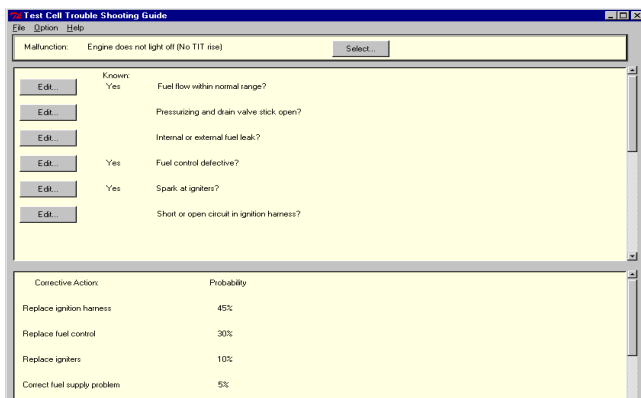 Test Cell Trouble Shooting Guide
File Option Help
Malfunction: Engine does not light off (No TIT rise) Select...
Known:
Edit... Yes Fuel flow within normal range?
Edit... Pressurizing and drain valve stick open?
Edit... Internal or external fuel leak?
Edit... Yes Fuel control defective?
Edit... Yes Spark at igniters?
Edit... Short or open circuit in ignition harness?
Corrective Action: Probability
Replace ignition harness 45%
Replace fuel control 30%
Replace igniters 10%
Correct fuel supply problem 5%